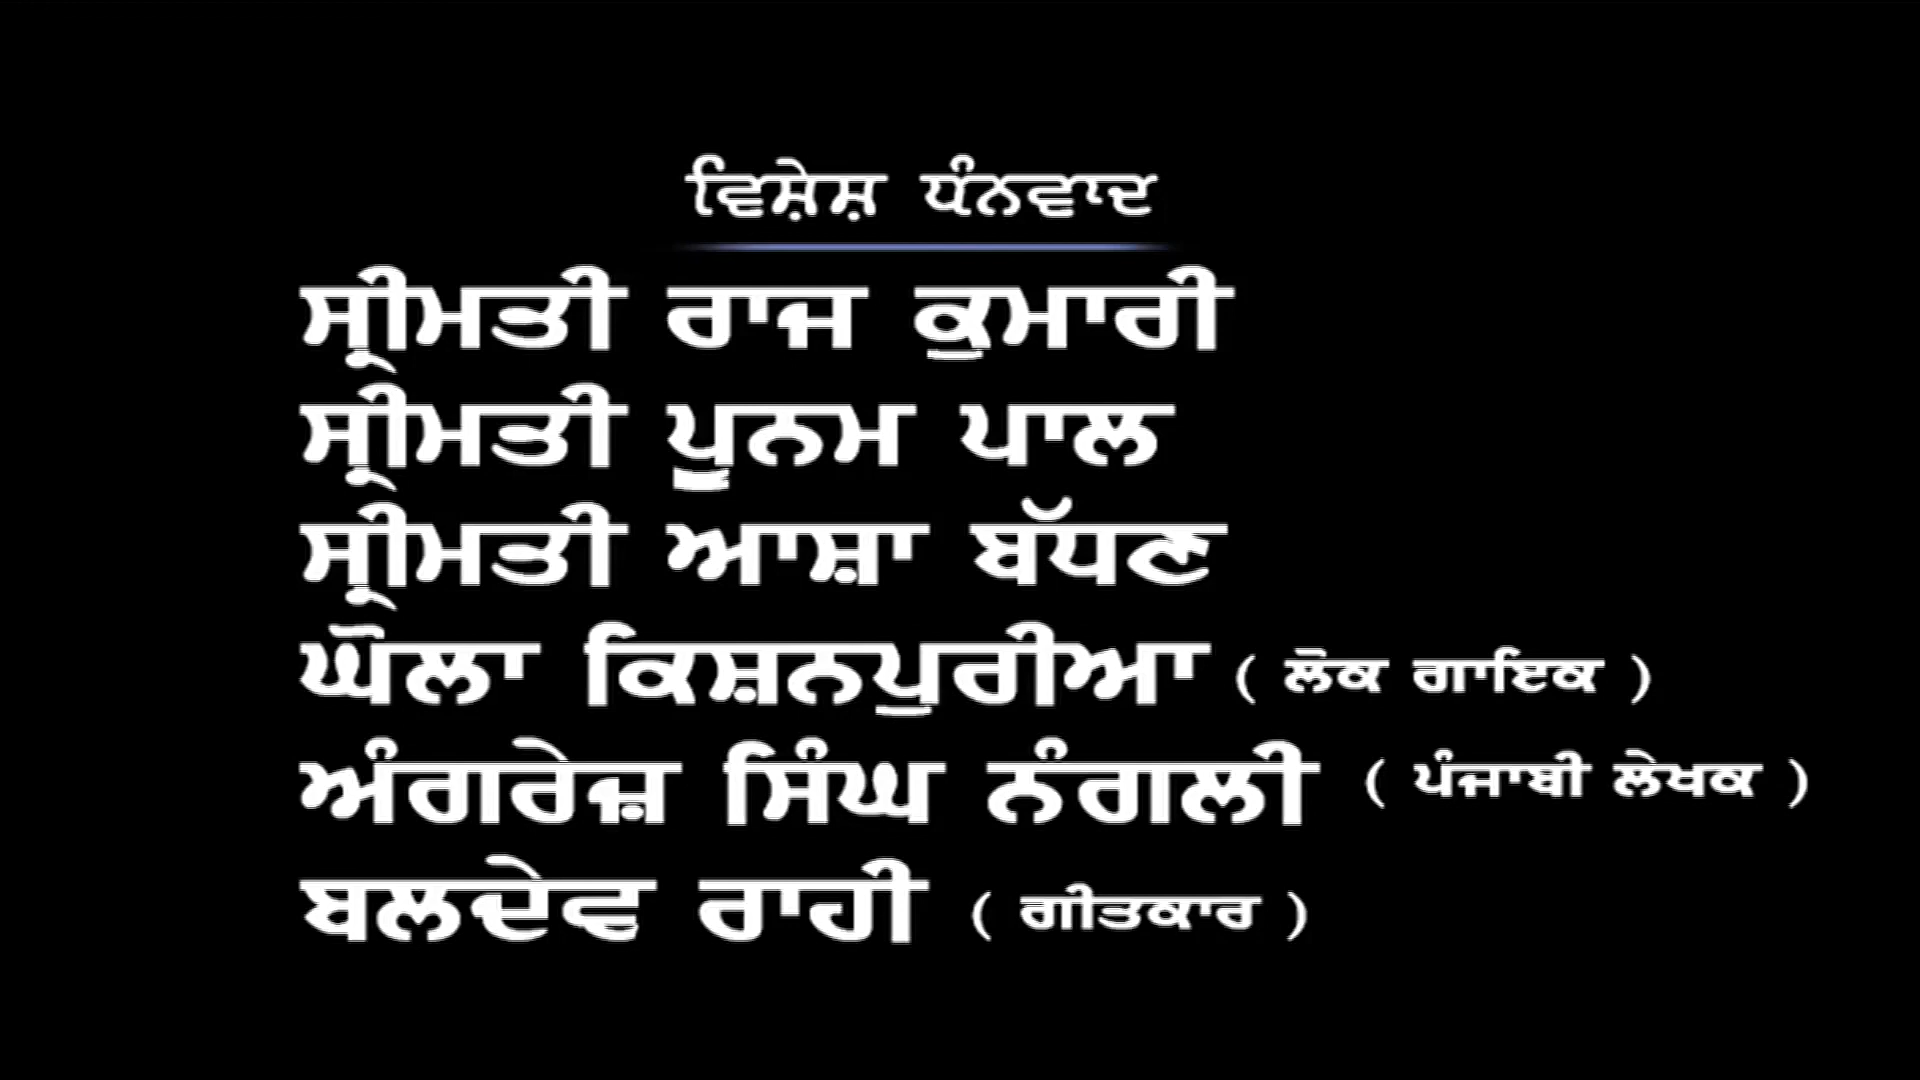 ਵਿਸ਼ੇਸ਼ ਧੰਨਵਾਦ
ਸ੍ਰੀਮਤੀ ਰਾਜ ਕੁਮਾਰੀ
ਸ੍ਰੀਮਤੀ ਪੂਨਮ ਪਾਲ
ਸ੍ਰੀਮਤੀ ਆਸ਼ਾ ਬੱਧਣ
ਘੋਲਾ ਕਿਸ਼ਨਪੁਰੀਆ ( ਲੋਕ ਗਾਇਕ )
ਅੰਗਰੇਜ਼ ਸਿੰਘ ਨੰਗਲੀ ( ਪੰਜਾਬੀ ਲੇਖਕ )
ਬਲਦੇਵ ਰਾਹੀ ( ਗੀਤਕਾਰ )